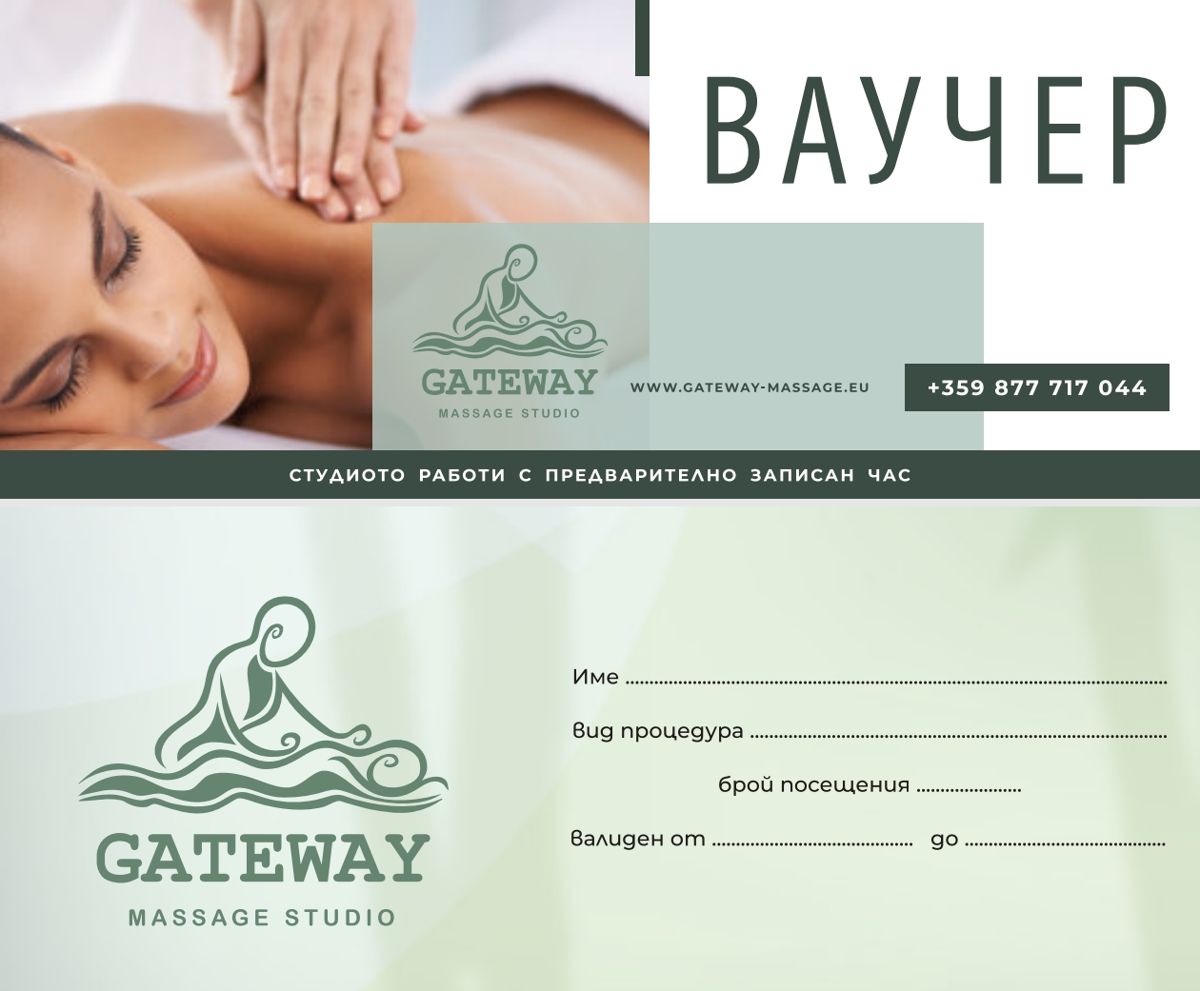 ВАУЧЕР
GATEWAY
MASSAGE STUDIO
WWW.GATEWAY-MASSAGE.EU
+359 877 717 044
СТУДИОТО РАБОТИ С ПРЕДВАРИТЕЛНО ЗАПИСАН ЧАС
GATEWAY
MASSAGE STUDIO
Име ........................................
вид процедура ........................................
брой посещения ....................
валиден от .............................. до ..............................